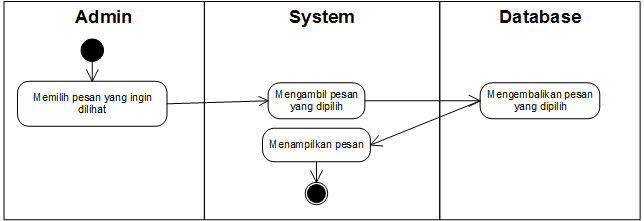 Admin
System
Database
Memilih pesan yang ingin
dilihat
Mengambil pesan
yang dipilih
Mengembalikan pesan
yang dipilih
Menampilkan pesan